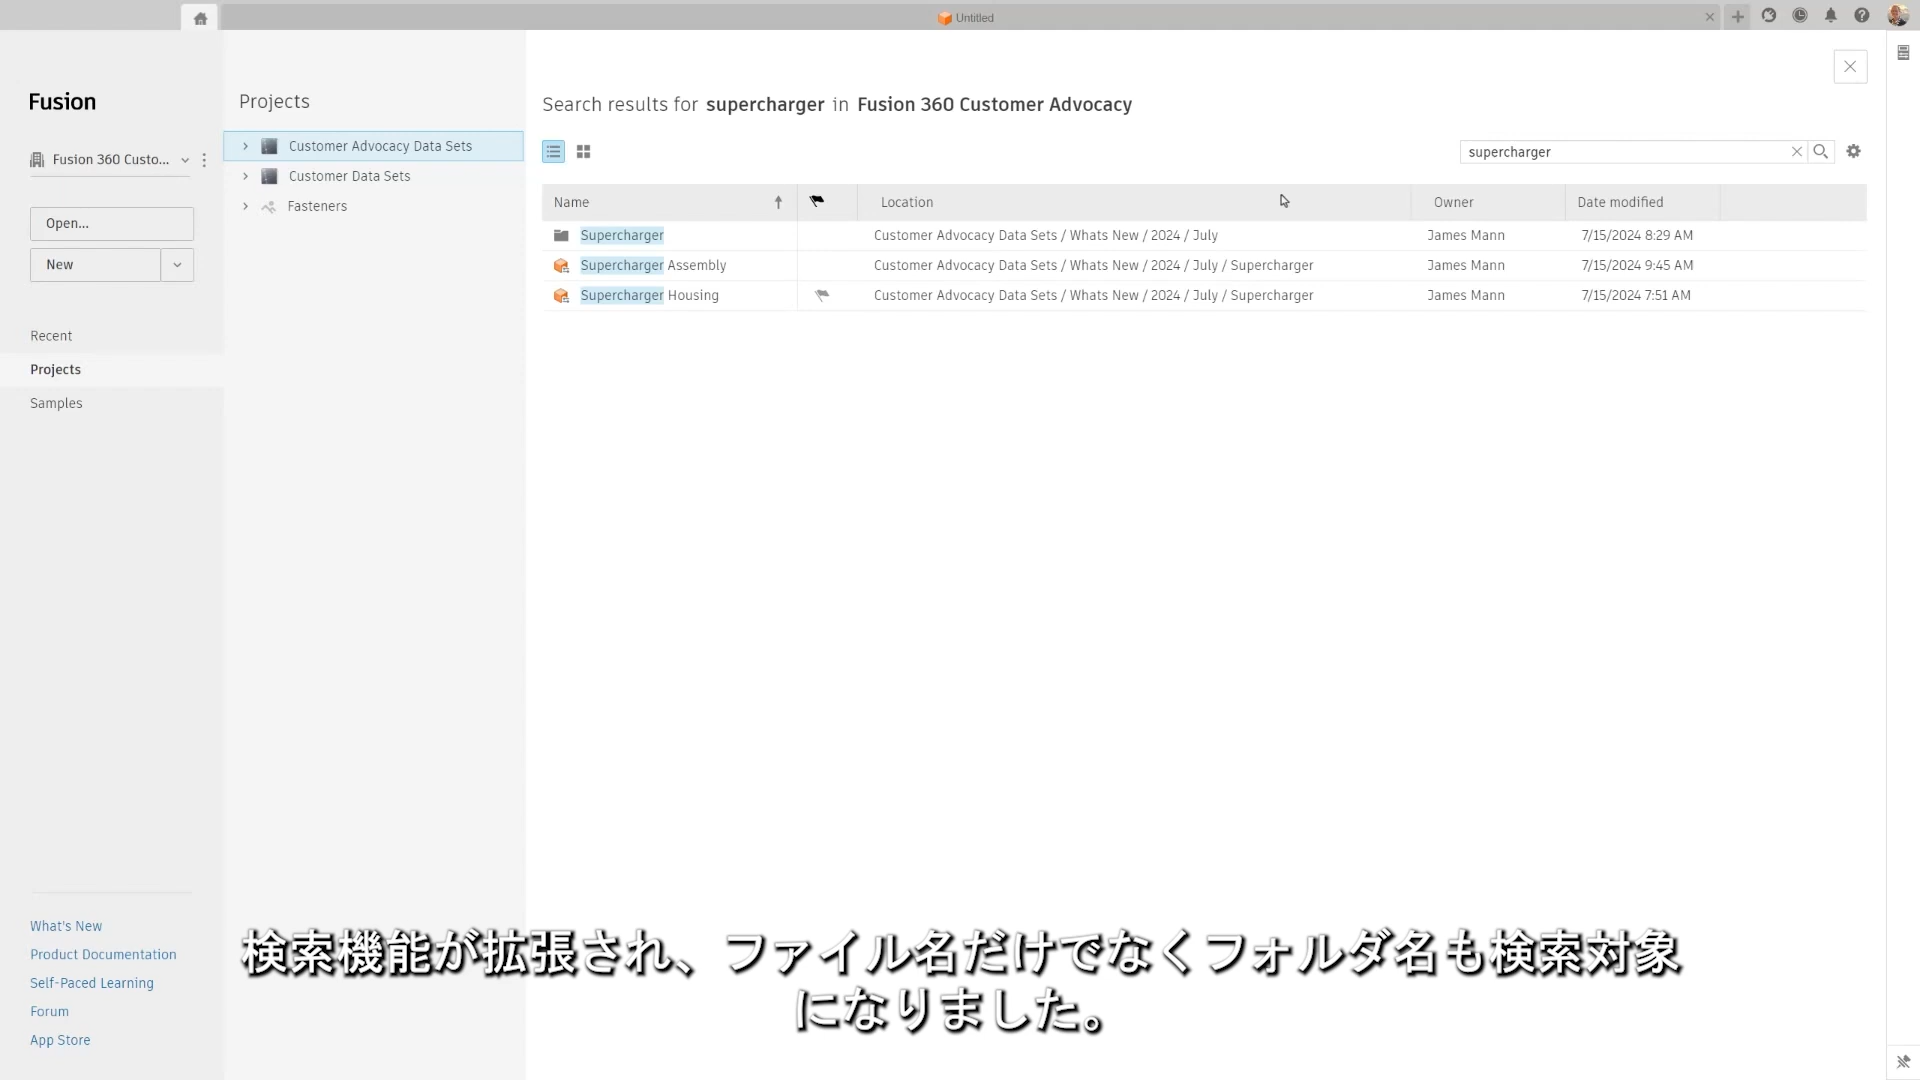 Untitled
Fusion
Fusion 360 Custo...
Open...
New
Recent
Projects
Samples
What's New
Product Documentation
Self-Paced Learning
Forum
App Store
Projects
Customer Advocacy Data Sets
Customer Data Sets
Fasteners
Search results for supercharger in Fusion 360 Customer Advocacy
supercharger
Name Location Owner Date modified
Supercharger Customer Advocacy Data Sets / Whats New / 2024 / July James Mann 7/15/2024 8:29 AM
Supercharger Assembly Customer Advocacy Data Sets / Whats New / 2024 / July / Supercharger James Mann 7/15/2024 9:45 AM
Supercharger Housing Customer Advocacy Data Sets / Whats New / 2024 / July / Supercharger James Mann 7/15/2024 7:51 AM
検索機能が拡張され、ファイル名だけでなくフォルダ名も検索対象
になりました。